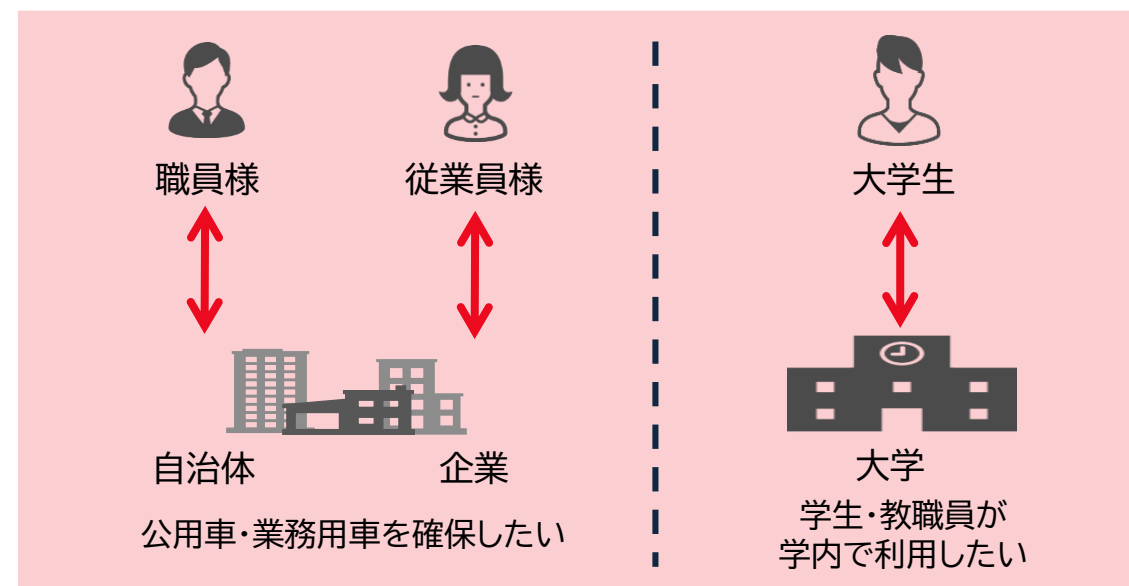 職員様
従業員様
自治体
企業
公用車・業務用車を確保したい
大学生
大学
学生・教職員が
学内で利用したい